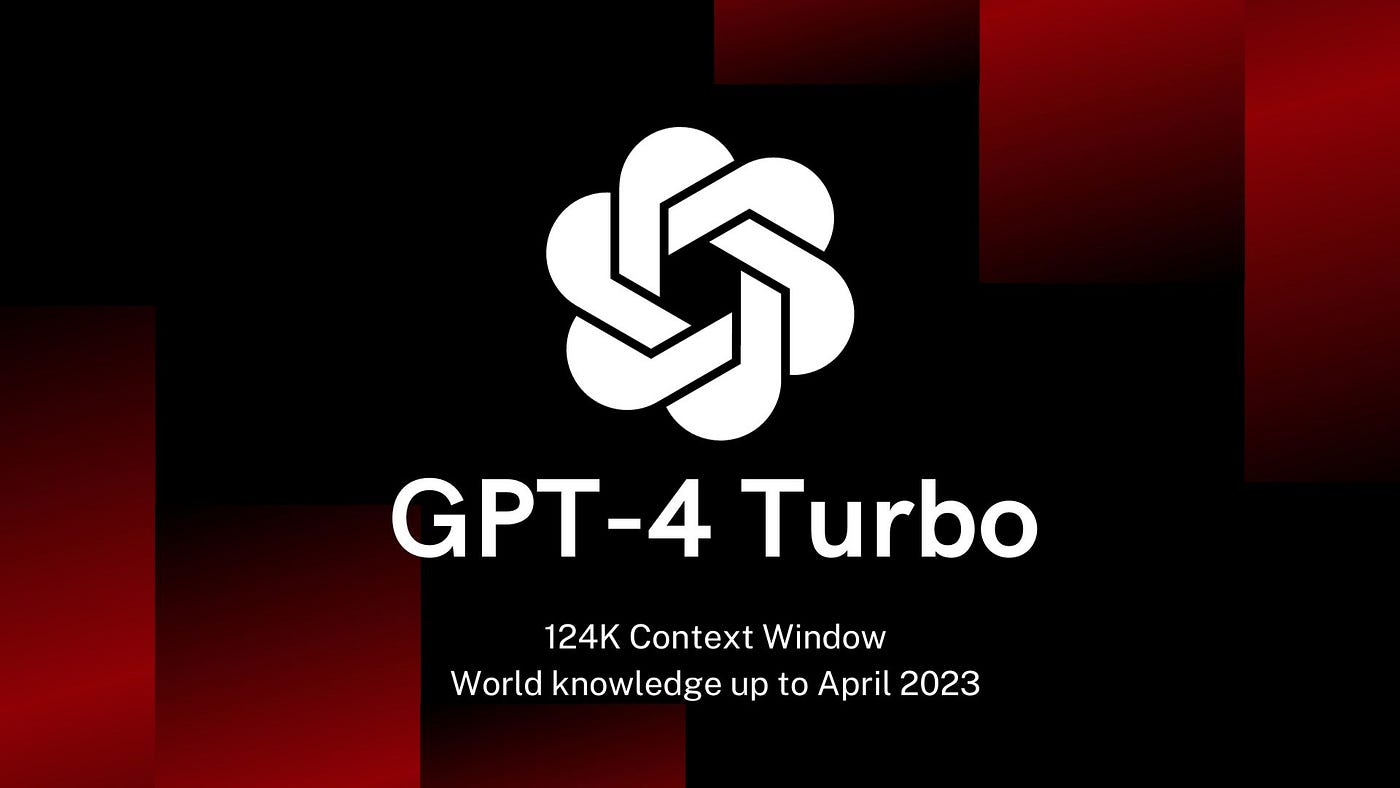 GPT-4 Turbo
124K Context Window
World knowledge up to April 2023